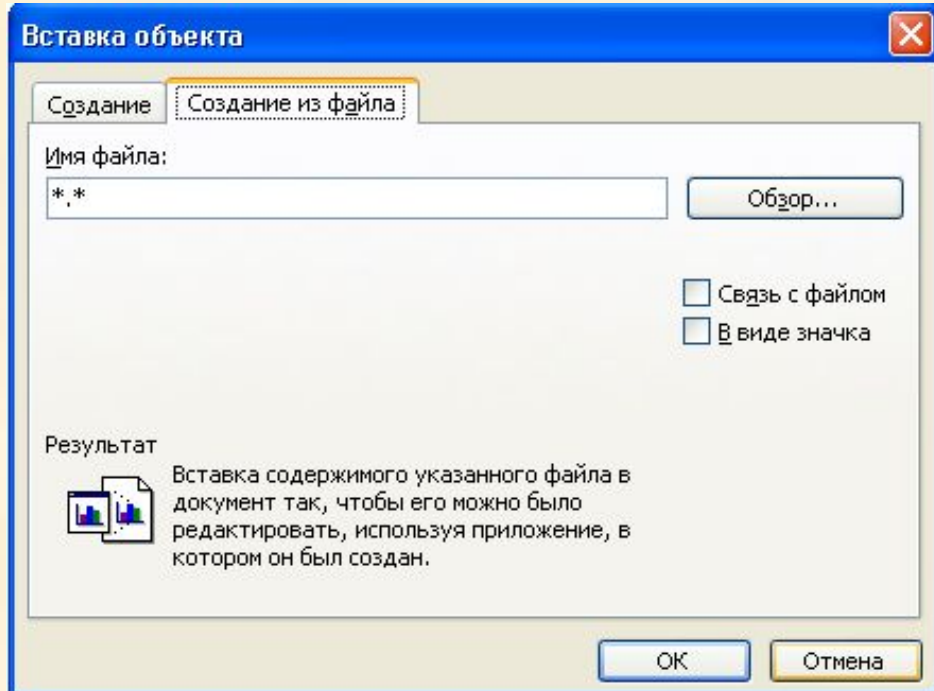 Вставка объекта
Создание
Создание из файла
Имя файла:
*.*
Обзор...
Связь с файлом
В виде значка
Результат
Вставка содержимого указанного файла в
документ так, чтобы его можно было
редактировать, используя приложение, в
котором он был создан.
ОК
Отмена